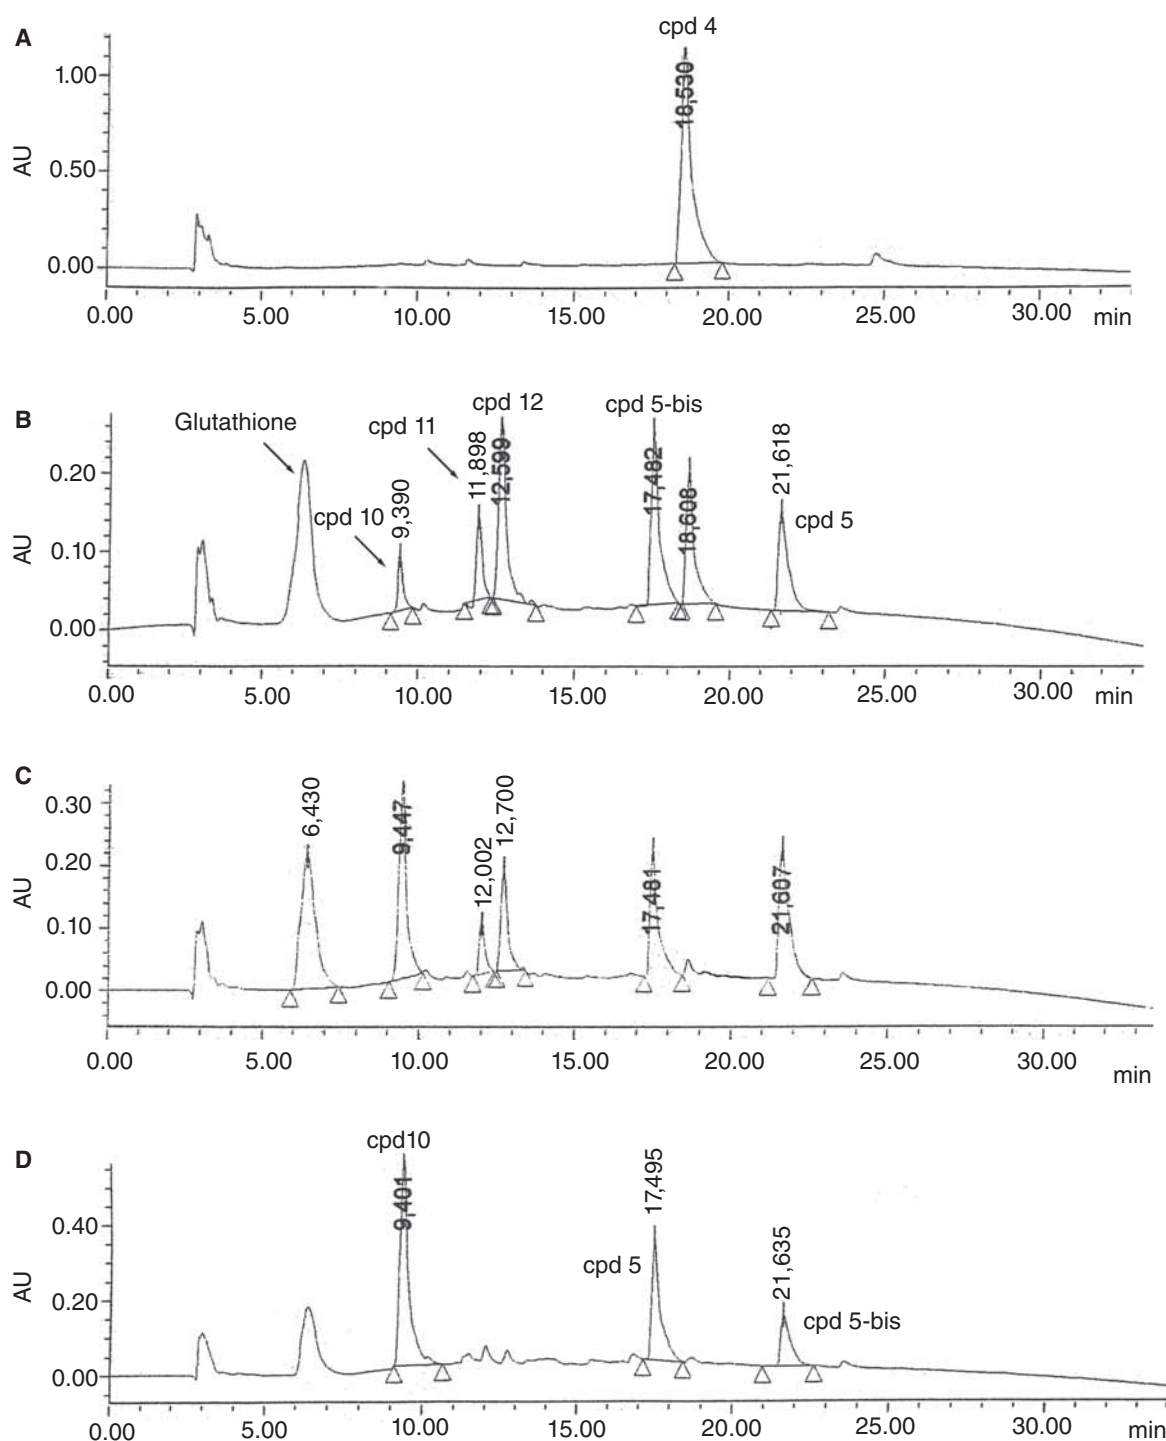 A
cpd 4
18,530
AU
1.00
0.50
0.00
0.00 5.00 10.00 15.00 20.00 25.00 30.00 min
B
Glutathione
cpd 10
9,390
cpd 11
11,898
cpd 12
12,599
cpd 5-bis
17,482
18,608
21,618
cpd 5
AU
0.20
0.10
0.00
0.00 5.00 10.00 15.00 20.00 25.00 30.00 min
C
6,430
9,447
12,002
12,700
17,481
21,607
AU
0.30
0.20
0.10
0.00
0.00 5.00 10.00 15.00 20.00 25.00 30.00 min
D
cpd10
9,401
cpd 5
17,495
21,635
cpd 5-bis
AU
0.40
0.20
0.00
0.00 5.00 10.00 15.00 20.00 25.00 30.00 min